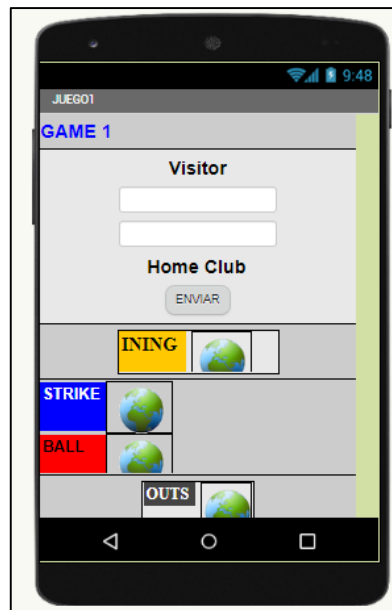 9:48
JUEGO1
GAME 1
Visitor
Home Club
ENVIAR
INING
STRIKE
BALL
OUTS